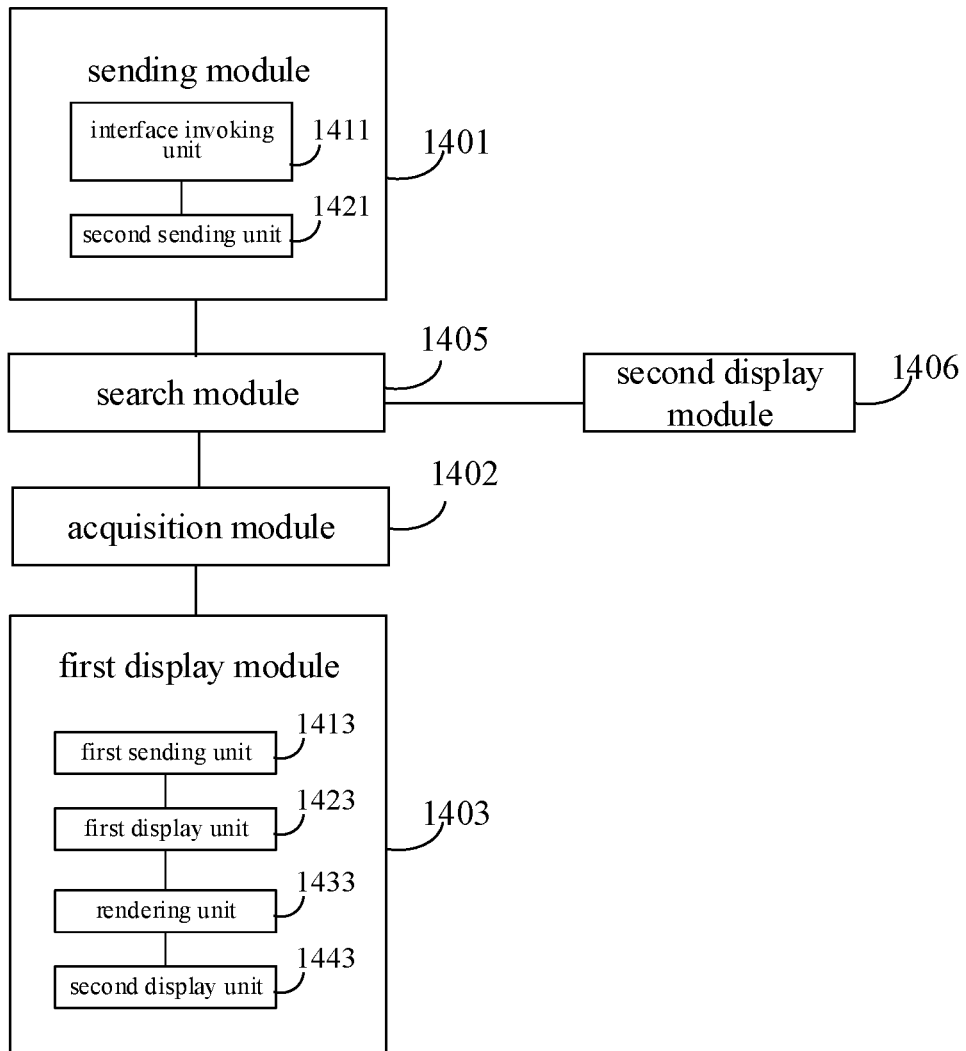 sending module
interface invoking
unit
1411
1401
second sending unit
1421
search module
1405
second display
module
1406
acquisition module
1402
first display module
first sending unit
1413
first display unit
1423
1403
rendering unit
1433
second display unit
1443